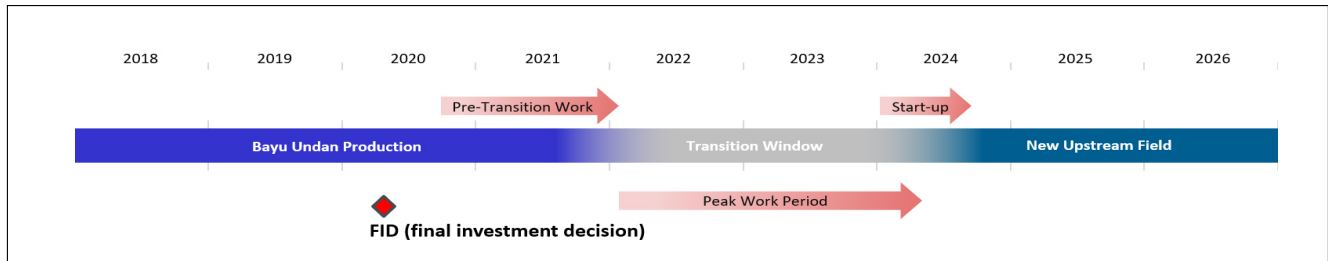 2018 2019 2020 2021 2022 2023 2024 2025 2026
Pre-Transition Work Start-up
Bayu Undan Production Transition Window New Upstream Field
Peak Work Period
FID (final investment decision)